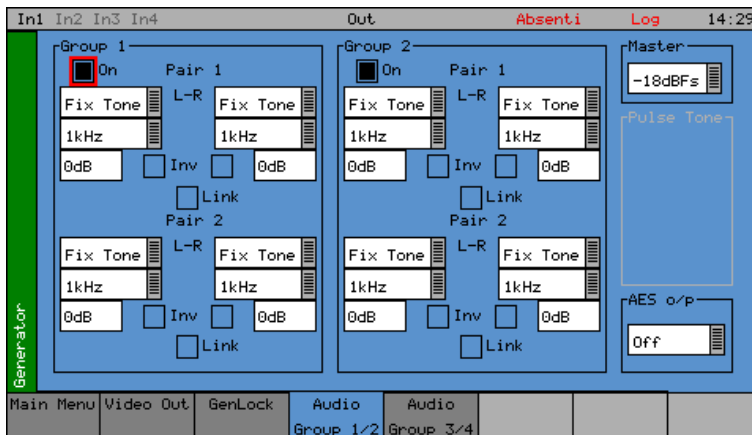 In1 In2 In3 In4 Out Absenti Log 14:29
Group 1
On Pair 1
L-R
Fix Tone Fix Tone
1kHz 1kHz
0dB Inv 0dB
Link
Pair 2
L-R
Fix Tone Fix Tone
1kHz 1kHz
0dB Inv 0dB
Link
Group 2
On Pair 1
L-R
Fix Tone Fix Tone
1kHz 1kHz
0dB Inv 0dB
Link
Pair 2
L-R
Fix Tone Fix Tone
1kHz 1kHz
0dB Inv 0dB
Link
Master
-18dBFs
Pulse Tone
AES o/p
Off
Generator
Main Menu
Video Out
GenLock
Audio
Group 1/2
Audio
Group 3/4